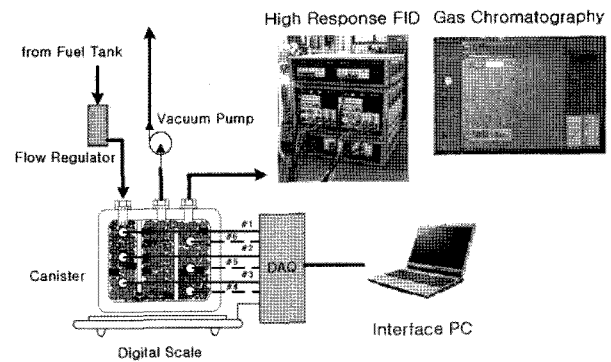 High Response FID
Gas Chromatography
from Fuel Tank
Vacuum Pump
Flow Regulator
#1
#6
#2
#5
#3
#4
DAQ
Canister
Digital Scale
Interface PC